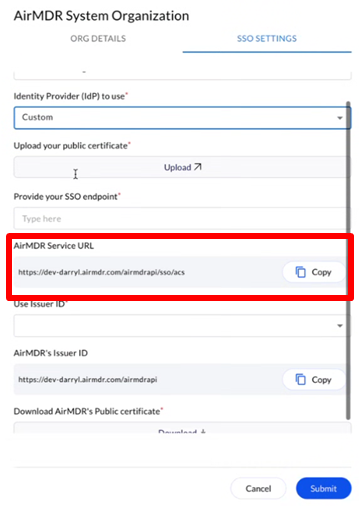 AirMDR System Organization
ORG DETAILS SSO SETTINGS
Identity Provider (IdP) to use*
Custom
Upload your public certificate*
Upload
Provide your SSO endpoint*
Type here
AirMDR Service URL
https://dev-darryl.airmdr.com/airmdrapi/sso/acs Copy
Use Issuer ID*
AirMDR's Issuer ID
https://dev-darryl.airmdr.com/airmdrapi Copy
Download AirMDR's Public certificate*
Download
Cancel Submit